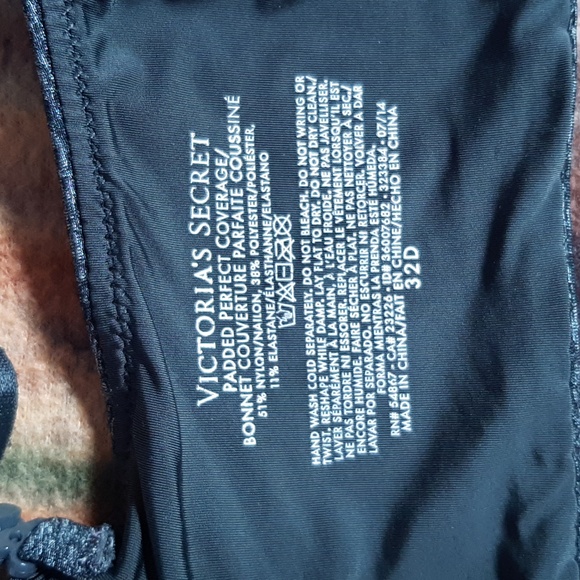 VICTORIA'S SECRET
PADDED PERFECT COVERAGE/
BONNET COUVERTURE PARFAITE COUSSINÉ
51% NYLON/NAILON, 38% POLYESTER/POLIÉSTER,
11% ELASTANE/ÉLASTHANNE/ELASTANO
HAND WASH COLD SEPARATELY. DO NOT BLEACH. DO NOT WRING OR
TWIST. RESHAPE WHILE DAMP. LAY FLAT TO DRY. DO NOT DRY CLEAN./
LAVER SÉPARÉMENT À LA MAIN, À L'EAU FROIDE. NE PAS JAVELLISER.
NE PAS TORDRE NI ESSORER. REPLACER LE VÊTEMENT LORSQU'IL EST
ENCORE HUMIDE. FAIRE SÉCHER À PLAT. NE PAS NETTOYER À SEC./
LAVAR POR SEPARADO. NO ESCURRIR NI RETORCER. VOLVER A DAR
FORMA MIENTRAS LA PRENDA ESTÉ HÚMEDA.
RN# 54867 • CA# 23226 • ID# 36007682 • 323384 • 07/14
MADE IN CHINA/FAIT EN CHINE/HECHO EN CHINA
32D